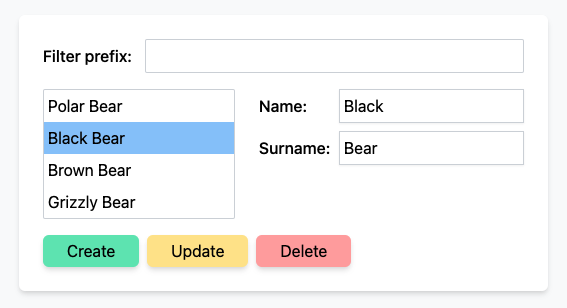 Filter prefix:
Polar Bear
Black Bear
Brown Bear
Grizzly Bear
Name: Black
Surname: Bear
Create Update Delete